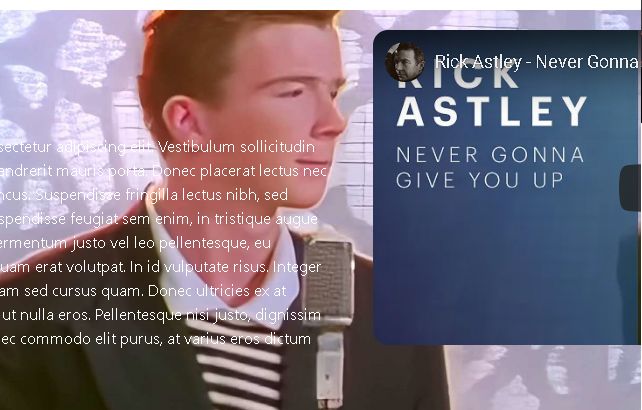 sectetur adipiscing elit. Vestibulum sollicitudin
endrerit mauris porta. Donec placerat lectus nec
ncus. Suspendisse fringilla lectus nibh, sed
spendisse feugiat sem enim, in tristique augue
ermentum justo vel leo pellentesque, eu
uam erat volutpat. In id vulputate risus. Integer
am sed cursus quam. Donec ultricies ex at
ut nulla eros. Pellentesque nisi justo, dignissim
ec commodo elit purus, at varius eros dictum
Rick Astley - Never Gonna
RICK
ASTLEY
NEVER GONNA
GIVE YOU UP